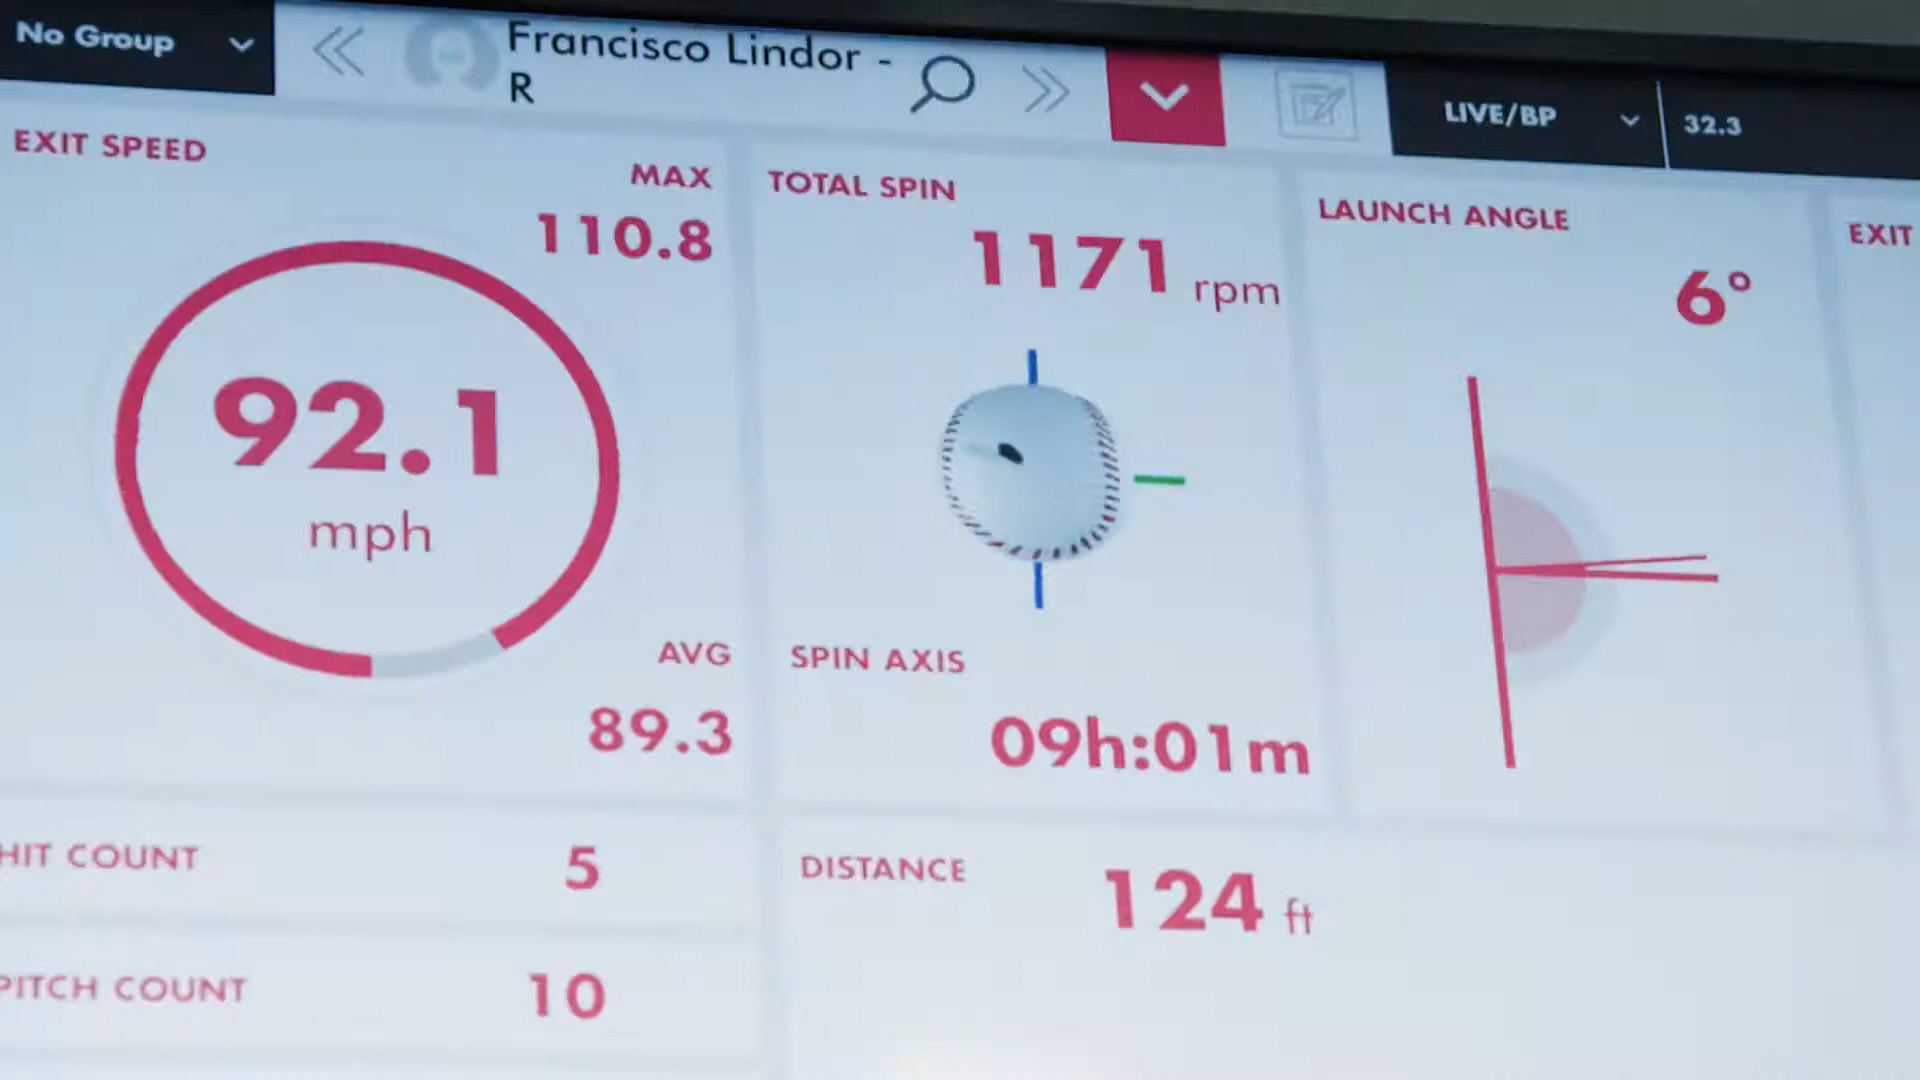 No Group
Francisco Lindor -
R
LIVE/BP
32.3
EXIT SPEED
MAX
110.8
92.1
mph
AVG
89.3
TOTAL SPIN
1171 rpm
SPIN AXIS
09h:01m
LAUNCH ANGLE
6°
EXIT
HIT COUNT
5
PITCH COUNT
10
DISTANCE
124 ft